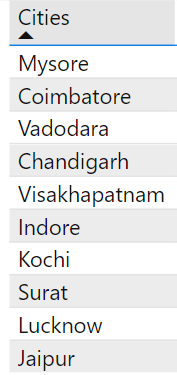 Cities
Mysore
Coimbatore
Vadodara
Chandigarh
Visakhapatnam
Indore
Kochi
Surat
Lucknow
Jaipur